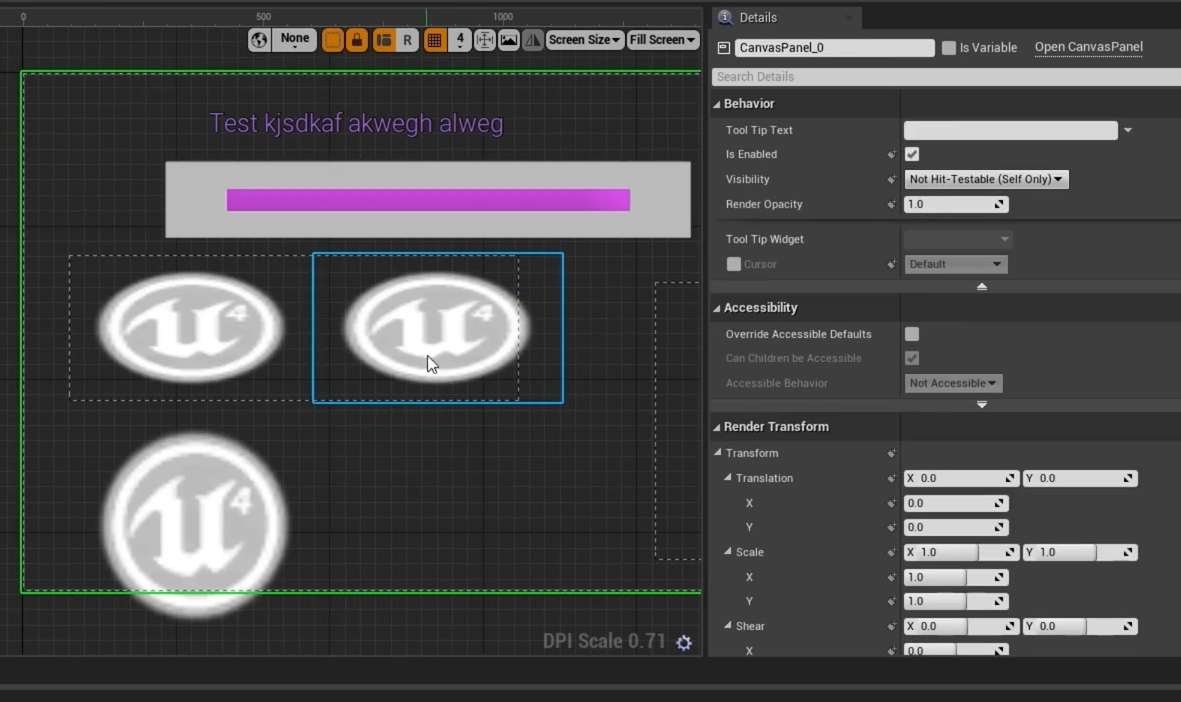 0 500 1000
None R 4 Screen Size Fill Screen
Test kjsdkaf akwegh alweg
4 4
4
DPI Scale 0.71
Details
CanvasPanel_0 Is Variable Open CanvasPanel
Search Details
Behavior
Tool Tip Text
Is Enabled
Visibility Not Hit-Testable (Self Only)
Render Opacity 1.0
Tool Tip Widget
Cursor Default
Accessibility
Override Accessible Defaults
Can Children be Accessible
Accessible Behavior Not Accessible
Render Transform
Transform
Translation X 0.0 Y 0.0
X 0.0
Y 0.0
Scale X 1.0 Y 1.0
X 1.0
Y 1.0
Shear X 0.0 Y 0.0
X 0.0